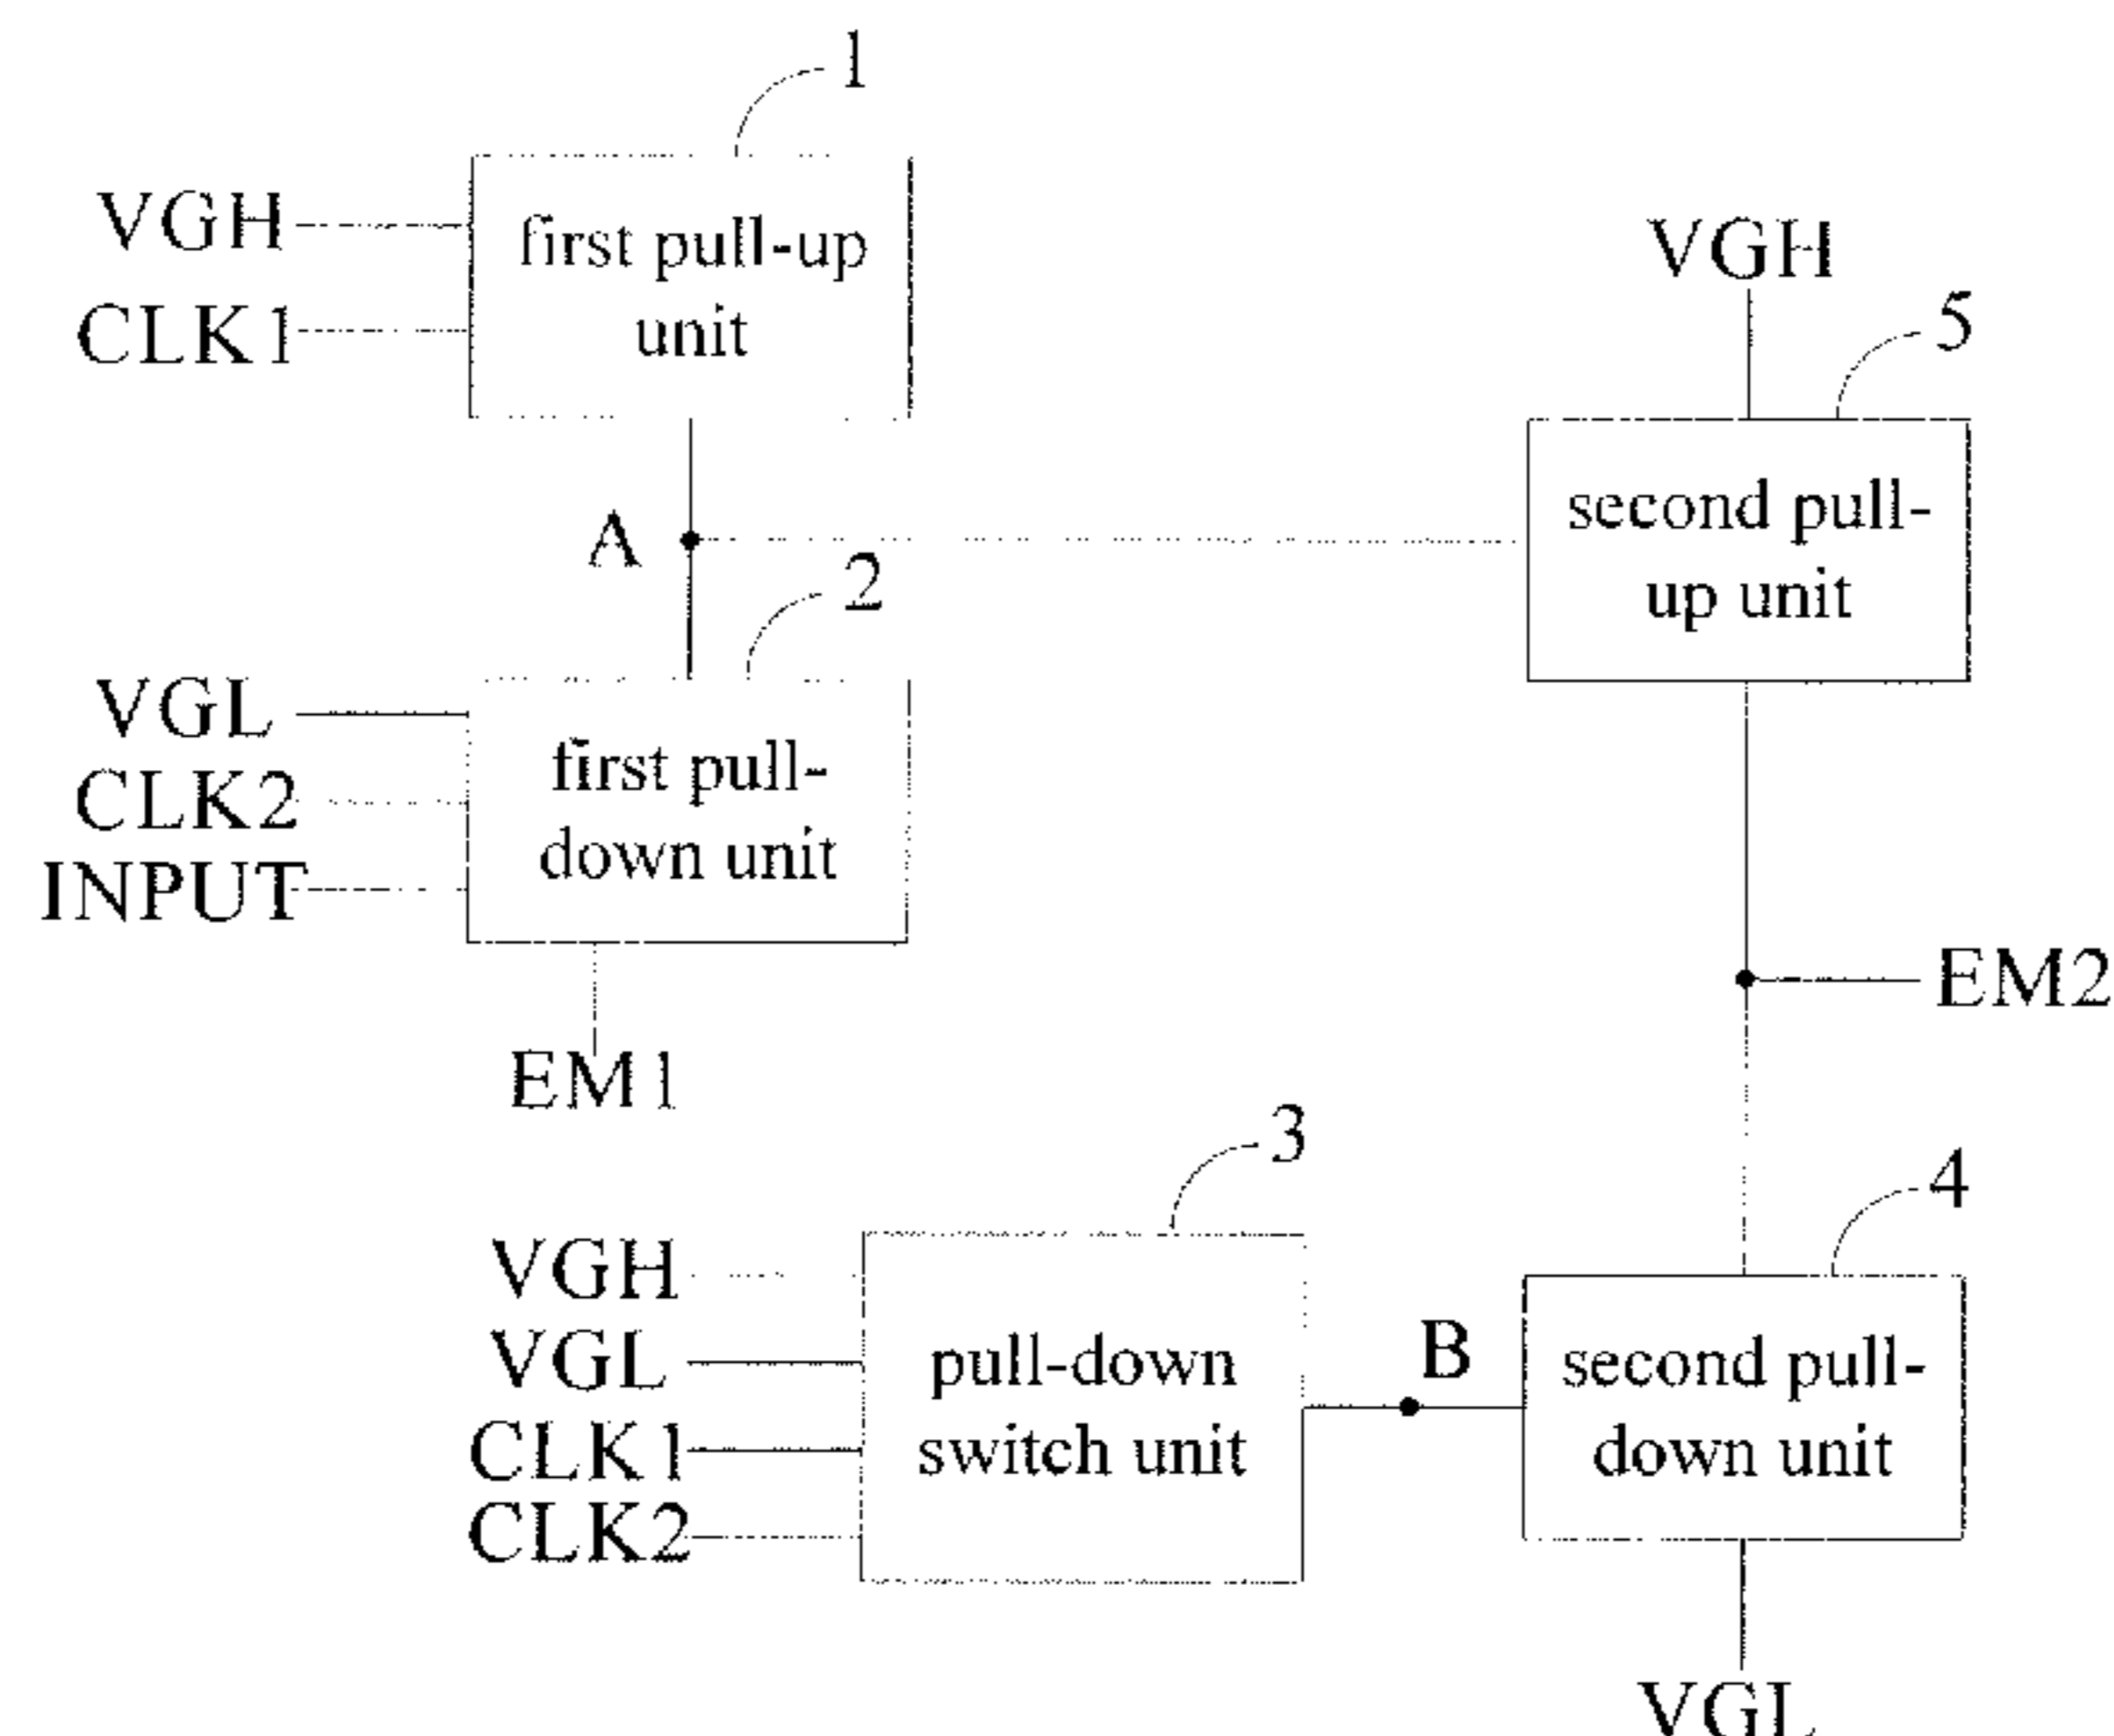 1
VGH
first pull-up
unit
CLK1
VGH
5
second pull-
up unit
A
2
VGL
CLK2
INPUT
first pull-
down unit
EM1
EM2
3
4
VGH
VGL
CLK1
CLK2
pull-down
switch unit
B
second pull-
down unit
VGL